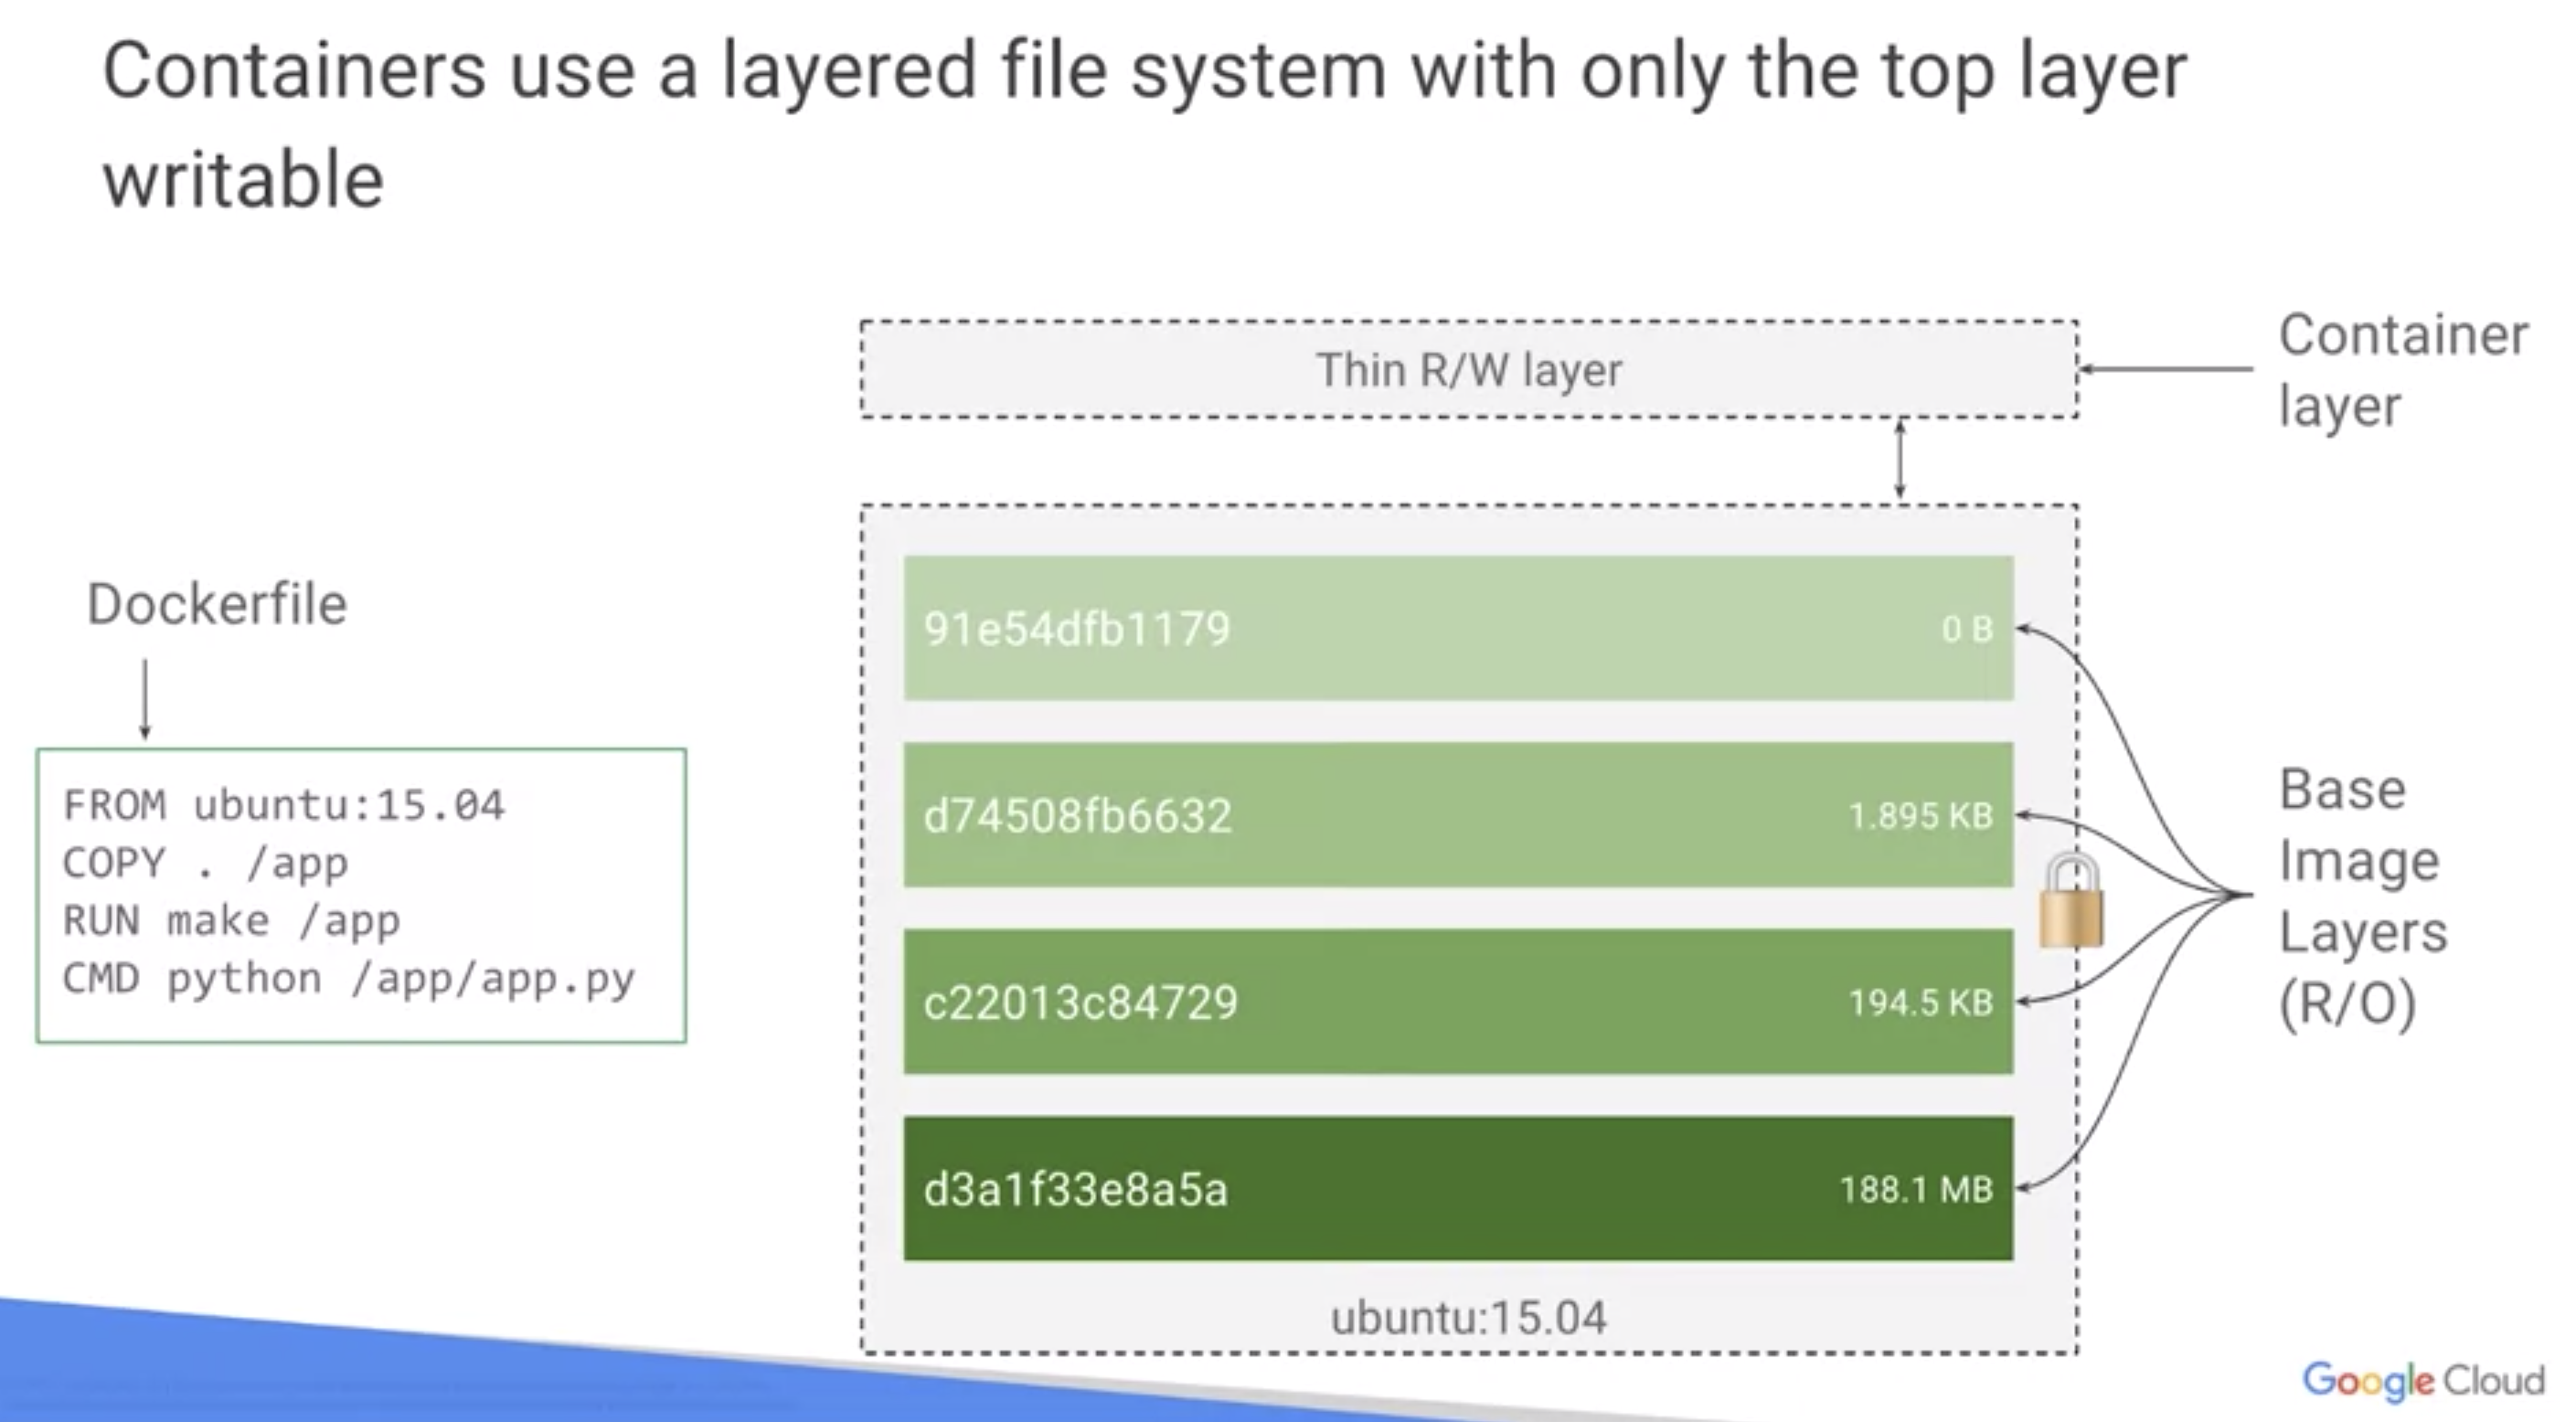 Containers use a layered file system with only the top layer
writable
Thin R/W layer
Container
layer
Dockerfile
FROM ubuntu:15.04
COPY . /app
RUN make /app
CMD python /app/app.py
91e54dfb1179 0 B
d74508fb6632 1.895 KB
c22013c84729 194.5 KB
d3a1f33e8a5a 188.1 MB
ubuntu:15.04
Base
Image
Layers
(R/O)
Google Cloud